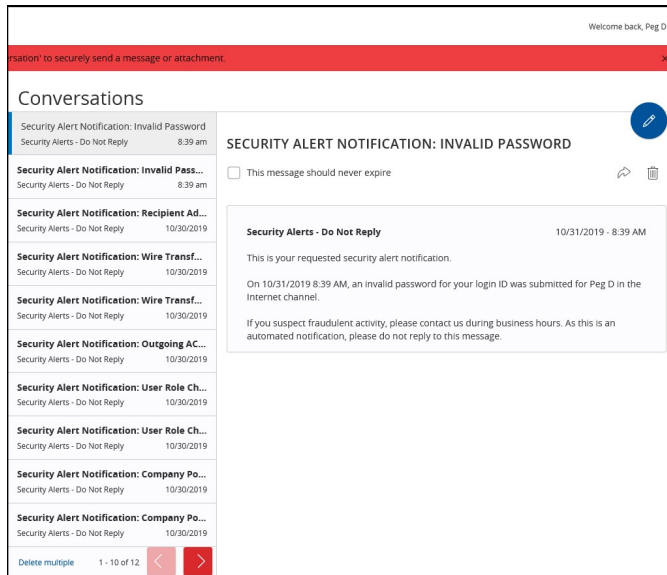 Welcome back, Peg D
rsation' to securely send a message or attachment.
Conversations
Security Alert Notification: Invalid Password
Security Alerts - Do Not Reply 8:39 am
Security Alert Notification: Invalid Pass...
Security Alerts - Do Not Reply 8:39 am
Security Alert Notification: Recipient Ad...
Security Alerts - Do Not Reply 10/30/2019
Security Alert Notification: Wire Transf...
Security Alerts - Do Not Reply 10/30/2019
Security Alert Notification: Wire Transf...
Security Alerts - Do Not Reply 10/30/2019
Security Alert Notification: Outgoing AC...
Security Alerts - Do Not Reply 10/30/2019
Security Alert Notification: User Role Ch...
Security Alerts - Do Not Reply 10/30/2019
Security Alert Notification: User Role Ch...
Security Alerts - Do Not Reply 10/30/2019
Security Alert Notification: Company Po...
Security Alerts - Do Not Reply 10/30/2019
Security Alert Notification: Company Po...
Security Alerts - Do Not Reply 10/30/2019
Delete multiple 1 - 10 of 12
SECURITY ALERT NOTIFICATION: INVALID PASSWORD
This message should never expire
Security Alerts - Do Not Reply 10/31/2019 - 8:39 AM
This is your requested security alert notification.
On 10/31/2019 8:39 AM, an invalid password for your login ID was submitted for Peg D in the
Internet channel.
If you suspect fraudulent activity, please contact us during business hours. As this is an
automated notification, please do not reply to this message.